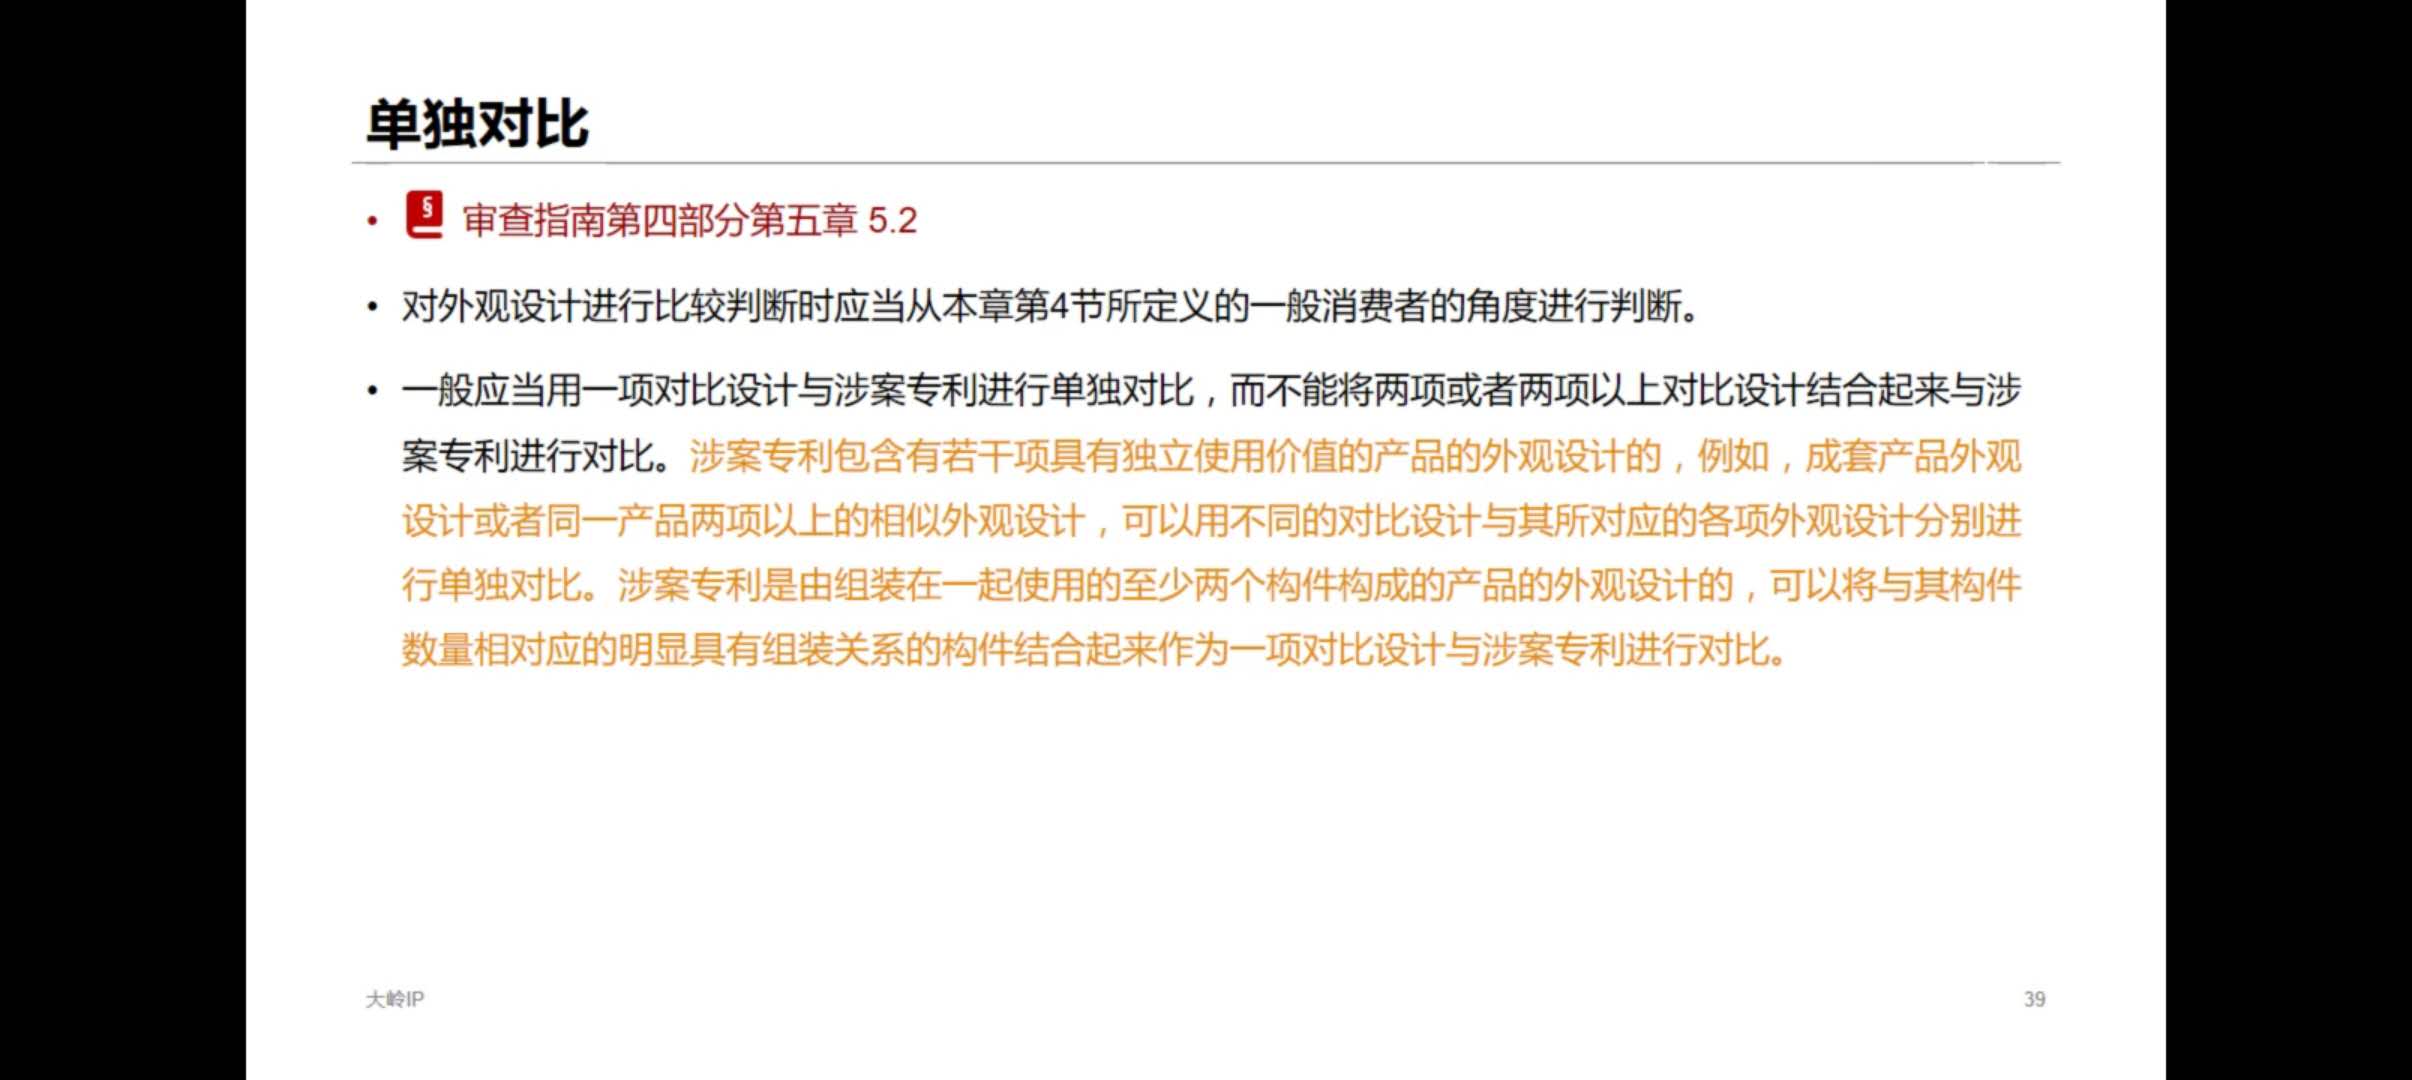 单独对比
• § 审查指南第四部分第五章 5.2
• 对外观设计进行比较判断时应当从本章第4节所定义的一般消费者的角度进行判断。
• 一般应当用一项对比设计与涉案专利进行单独对比，而不能将两项或者两项以上对比设计结合起来与涉
案专利进行对比。涉案专利包含有若干项具有独立使用价值的产品的外观设计的，例如，成套产品外观
设计或者同一产品两项以上的相似外观设计，可以用不同的对比设计与其所对应的各项外观设计分别进
行单独对比。涉案专利是由组装在一起使用的至少两个构件构成的产品的外观设计的，可以将与其构件
数量相对应的明显具有组装关系的构件结合起来作为一项对比设计与涉案专利进行对比。
大岭IP
39